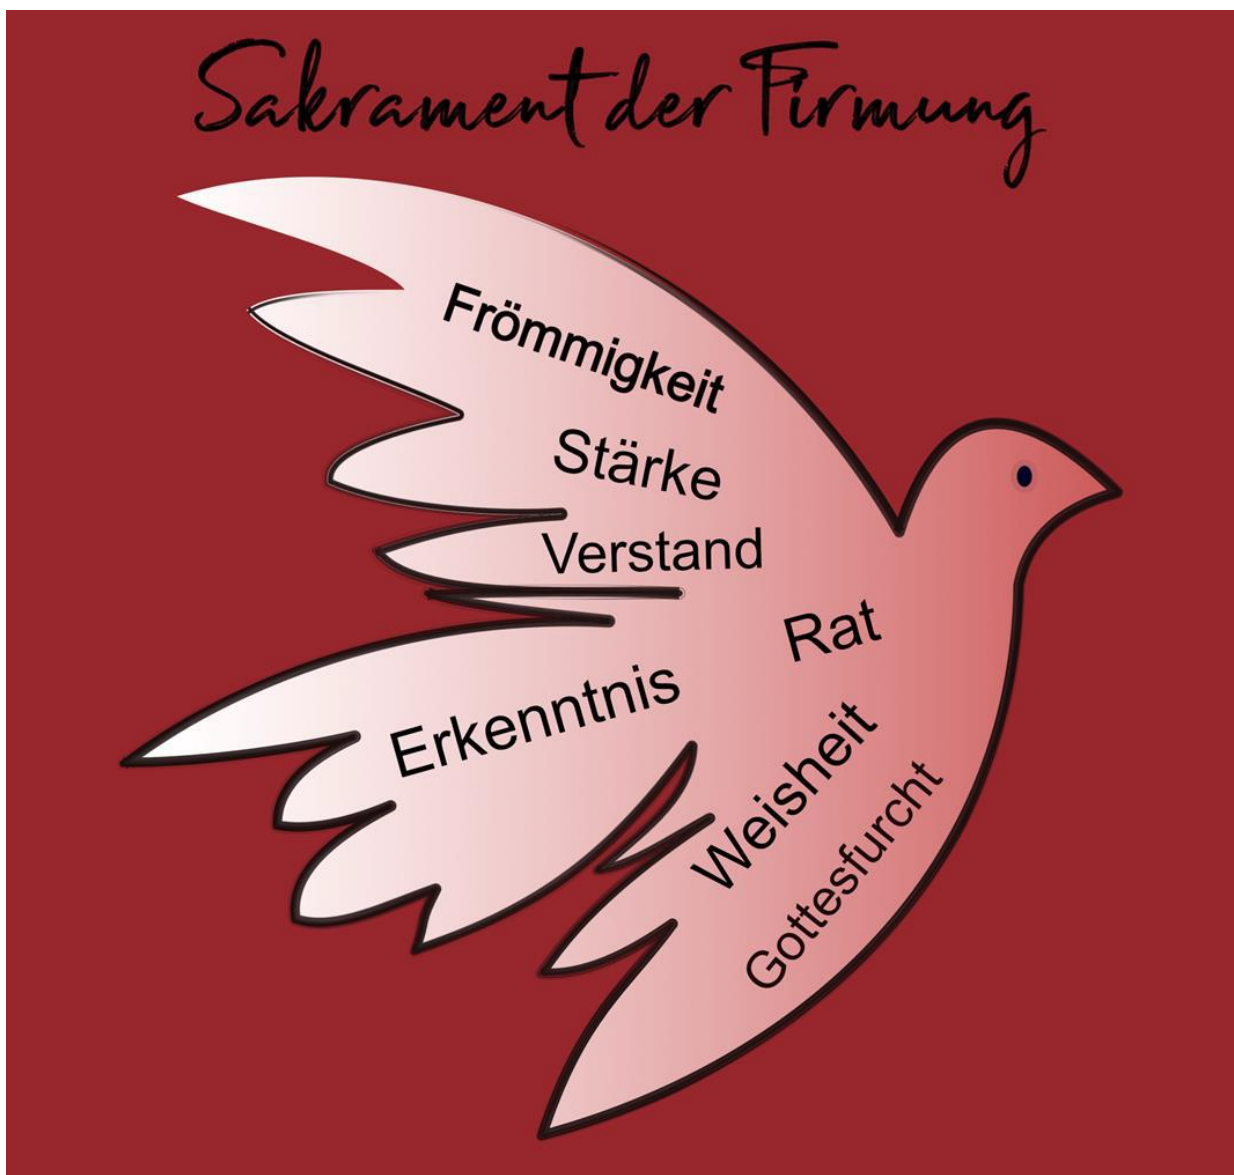 Sakrament der Firmung
Frömmigkeit
Stärke
Verstand
Rat
Erkenntnis
Weisheit
Gottesfurcht